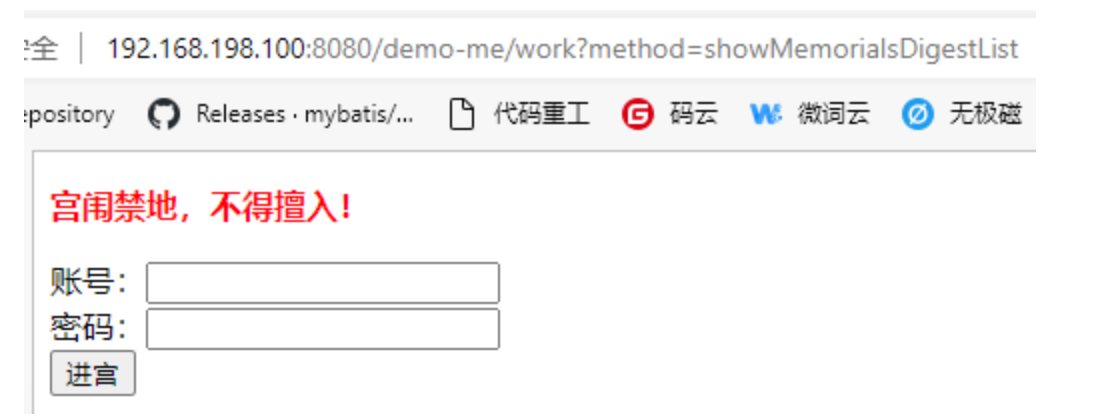 全 192.168.198.100:8080/demo-me/work?method=showMemorialsDigestList
epository Releases · mybatis/... 代码重工 码云 微词云 无极磁
宫闱禁地，不得擅入！
账号：
密码：
进宫